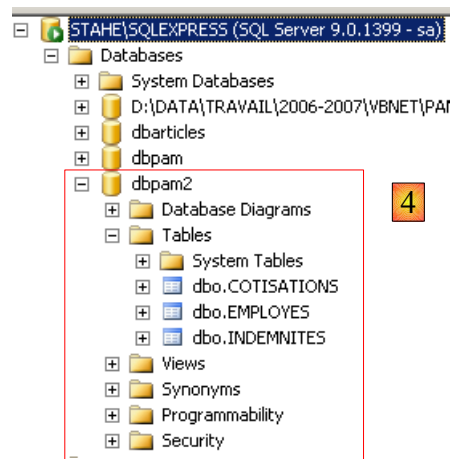 STAHE\SQLEXPRESS (SQL Server 9.0.1399 - sa)
Databases
System Databases
D:\DATA\TRAVAIL\2006-2007\VBNET\PAM
dbarticles
dbpam
dbpam2
4
Database Diagrams
Tables
System Tables
dbo.COTISATIONS
dbo.EMPLOYES
dbo.INDEMNITES
Views
Synonyms
Programmability
Security